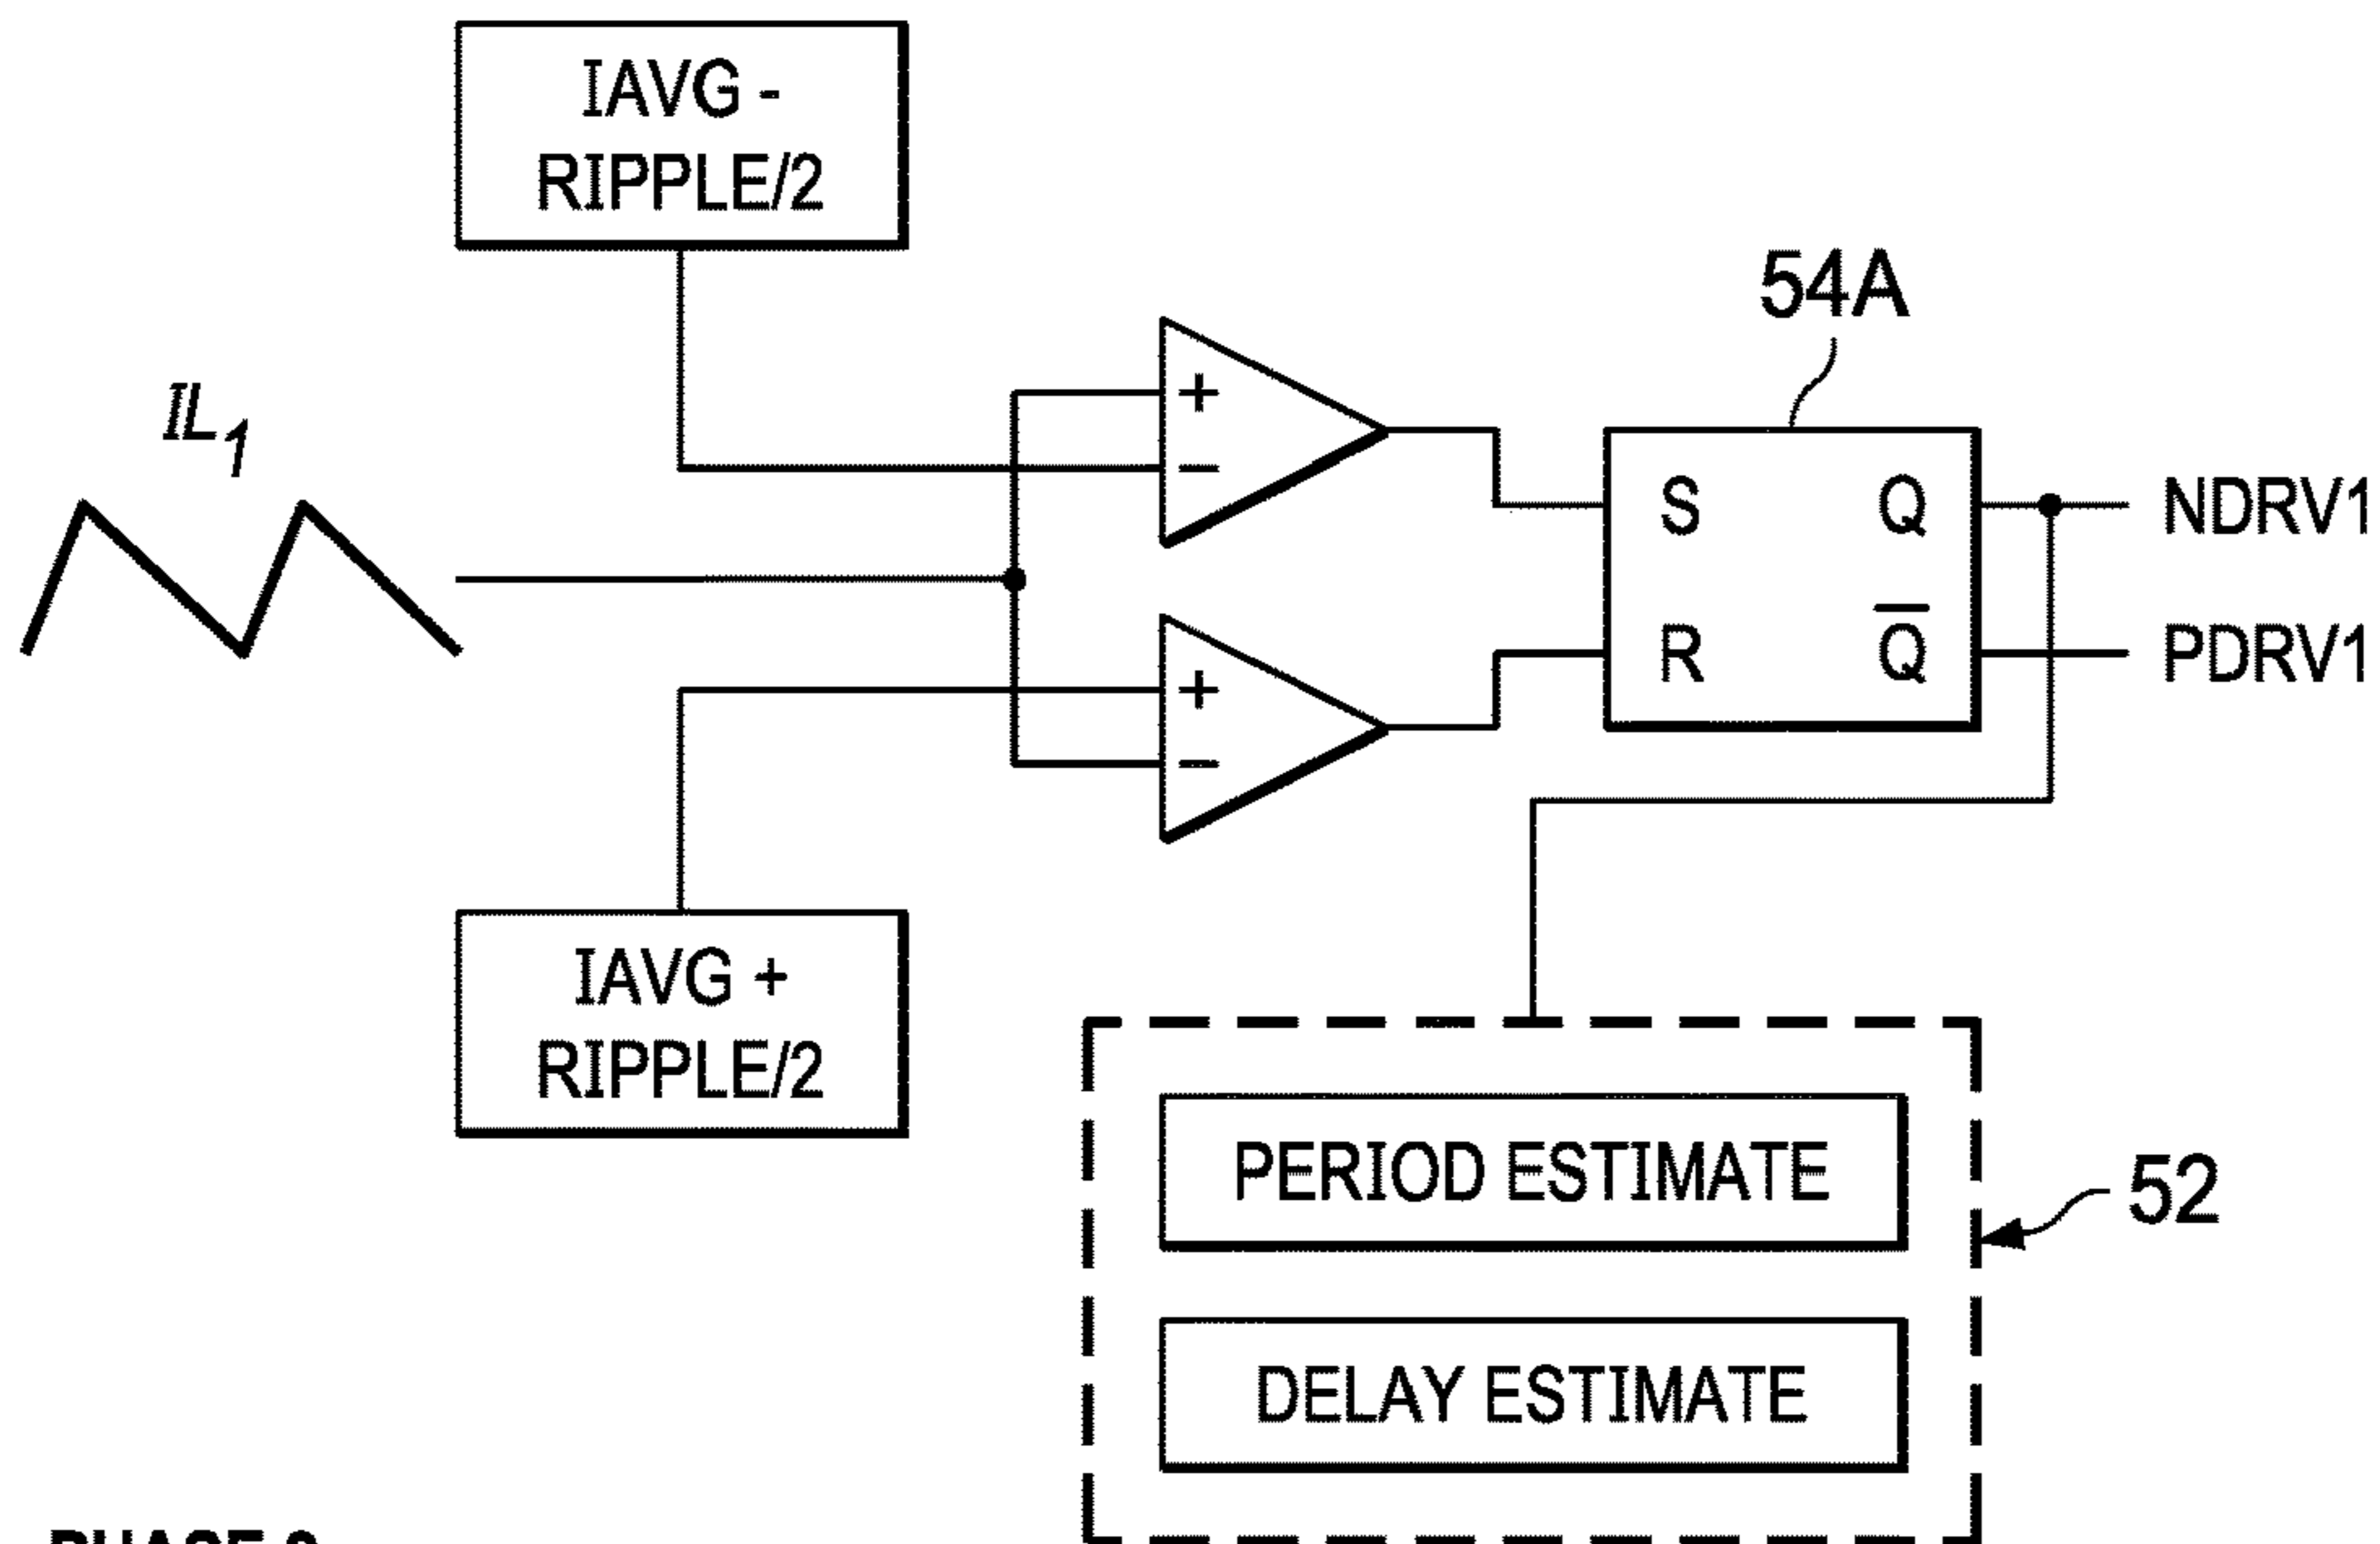 IAVG -
RIPPLE/2
54A
IL1
+
−
S
Q
NDRV1
R
Q̅
PDRV1
+
−
IAVG +
RIPPLE/2
PERIOD ESTIMATE
52
DELAY ESTIMATE